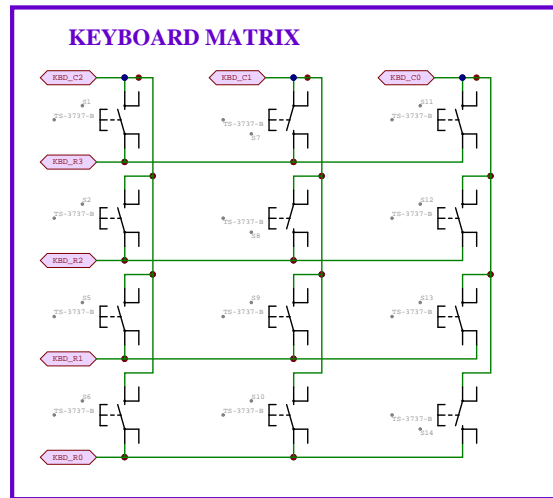 KEYBOARD MATRIX
KBD_C2 KBD_C1 KBD_C0
S1 S11
TS-3737-B TS-3737-B TS-3737-B
S7
KBD_R3
S2 S12
TS-3737-B TS-3737-B TS-3737-B
S8
KBD_R2
S5 S9 S13
TS-3737-B TS-3737-B TS-3737-B
KBD_R1
S6 S10
TS-3737-B TS-3737-B TS-3737-B
S14
KBD_R0